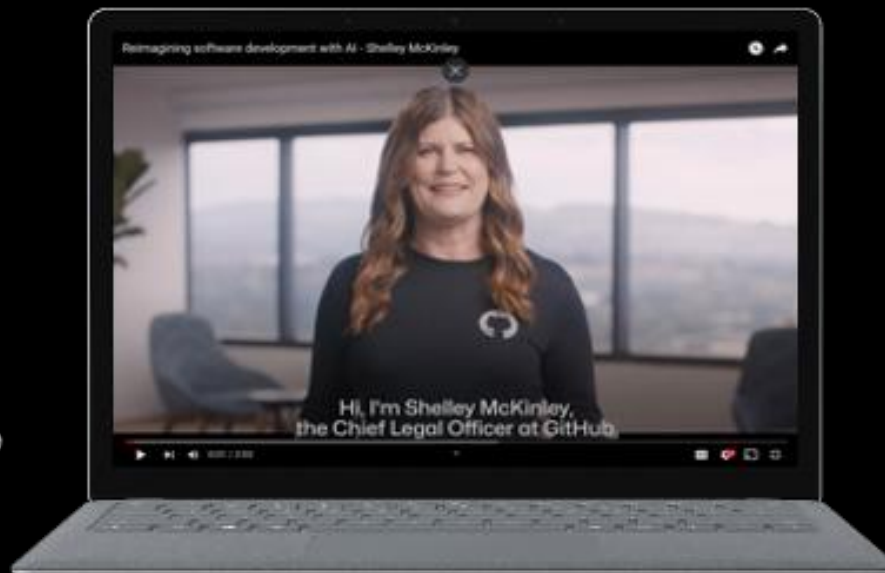 Reimagining software development with AI - Shelley McKinley
Hi, I'm Shelley McKinley,
the Chief Legal Officer at GitHub,